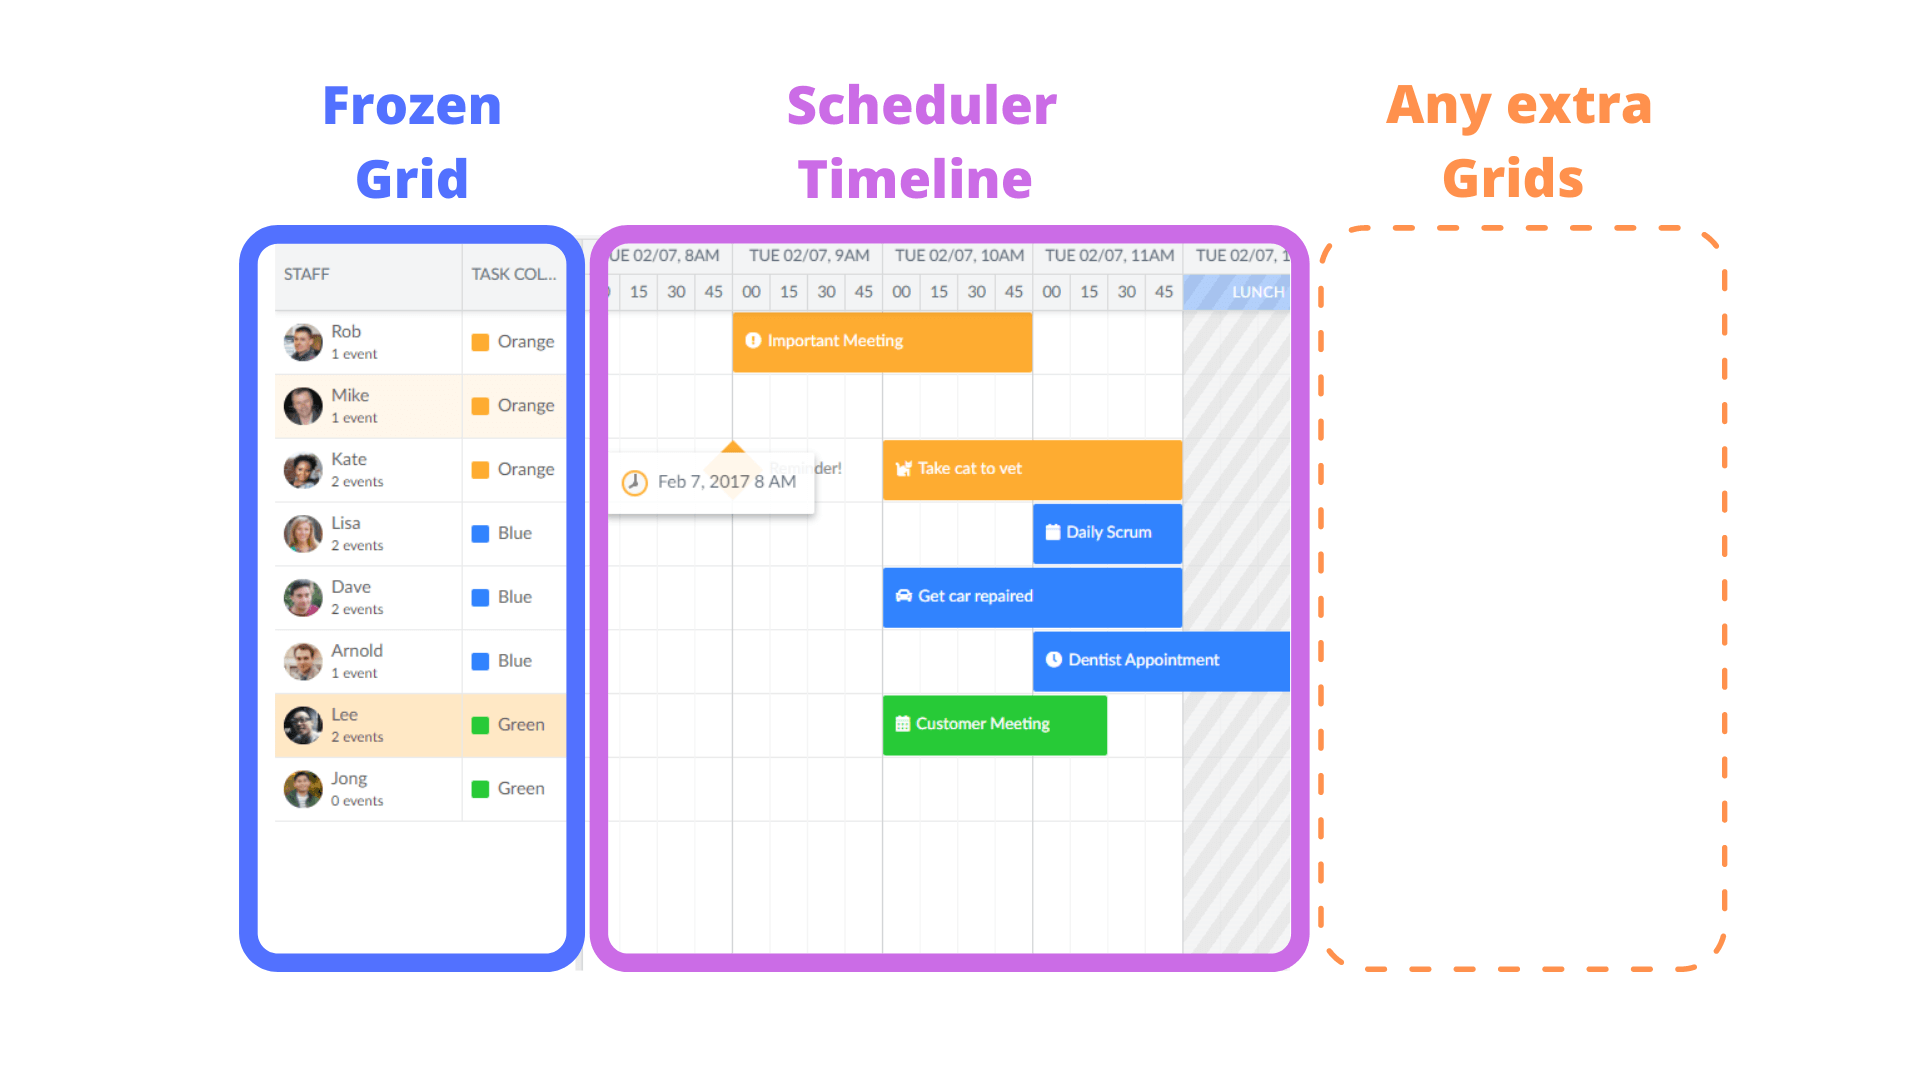 Frozen
Grid
Scheduler
Timeline
Any extra
Grids
STAFF
TASK COL...
UE 02/07, 8AM
TUE 02/07, 9AM
TUE 02/07, 10AM
TUE 02/07, 11AM
TUE 02/07, 1
15 30 45 00 15 30 45 00 15 30 45 00 15 30 45
LUNCH
Rob
1 event
Orange
Important Meeting
Mike
1 event
Orange
Kate
2 events
Orange
Reminder!
Feb 7, 2017 8 AM
Take cat to vet
Lisa
2 events
Blue
Daily Scrum
Dave
2 events
Blue
Get car repaired
Arnold
1 event
Blue
Dentist Appointment
Lee
2 events
Green
Customer Meeting
Jong
0 events
Green